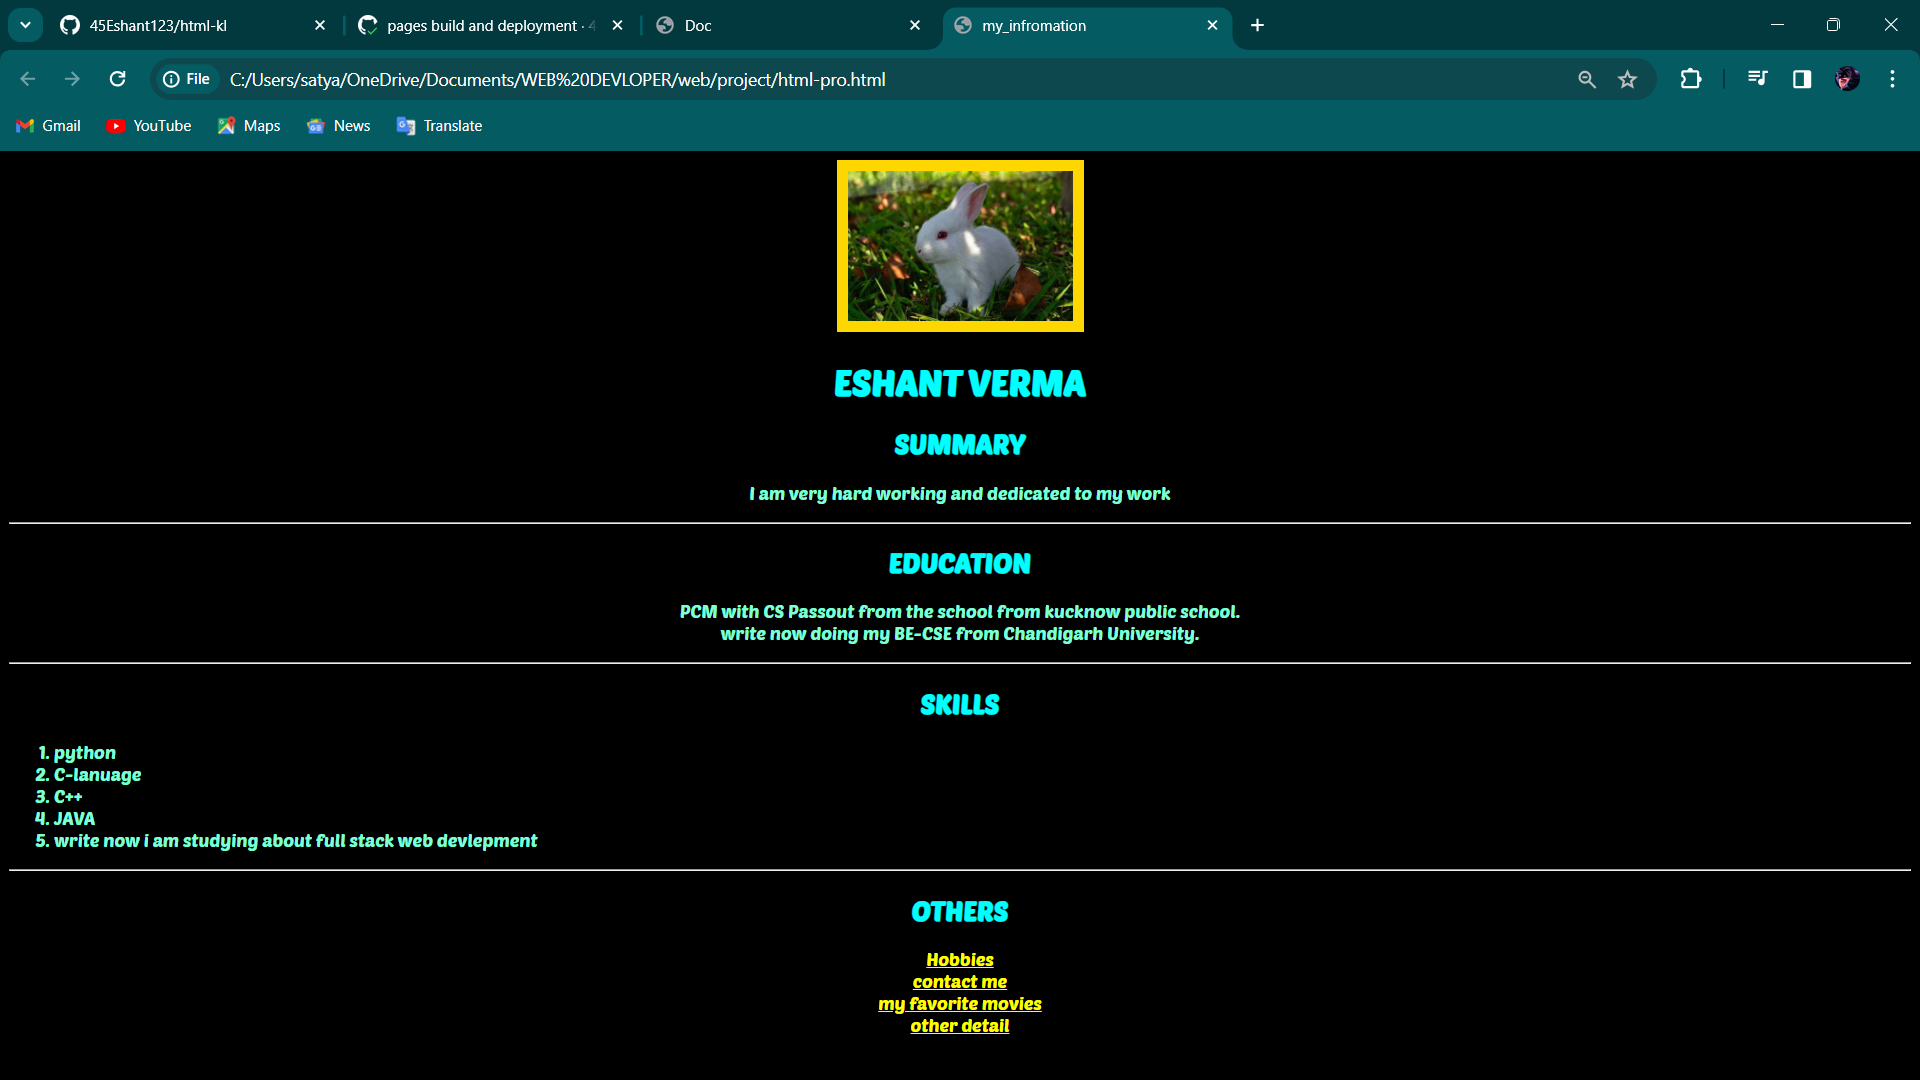 45Eshant123/html-kl
pages build and deployment ·
Doc
my_infromation
File
C:/Users/satya/OneDrive/Documents/WEB%20DEVLOPER/web/project/html-pro.html
Gmail
YouTube
Maps
News
Translate
ESHANT VERMA
SUMMARY
I am very hard working and dedicated to my work
EDUCATION
PCM with CS Passout from the school from kucknow public school.
write now doing my BE-CSE from Chandigarh University.
SKILLS
1. python
2. C-lanuage
3. C++
4. JAVA
5. write now i am studying about full stack web devlepment
OTHERS
Hobbies
contact me
my favorite movies
other detail